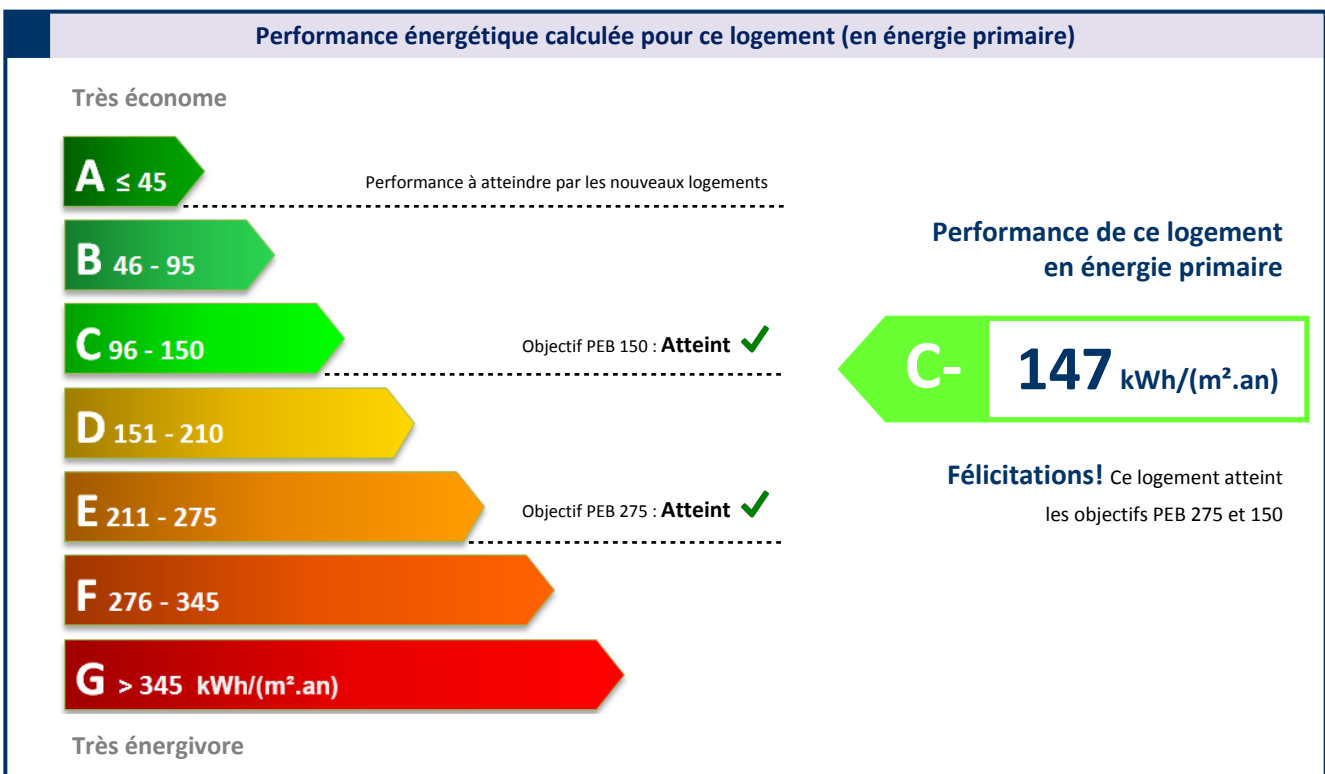 Performance énergétique calculée pour ce logement (en énergie primaire)
Très économe
A ≤ 45
Performance à atteindre par les nouveaux logements
B 46 - 95
C 96 - 150
Objectif PEB 150 : Atteint ✓
D 151 - 210
E 211 - 275
Objectif PEB 275 : Atteint ✓
F 276 - 345
G > 345 kWh/(m².an)
Très énergivore
Performance de ce logement
en énergie primaire
C- 147 kWh/(m².an)
Félicitations! Ce logement atteint
les objectifs PEB 275 et 150